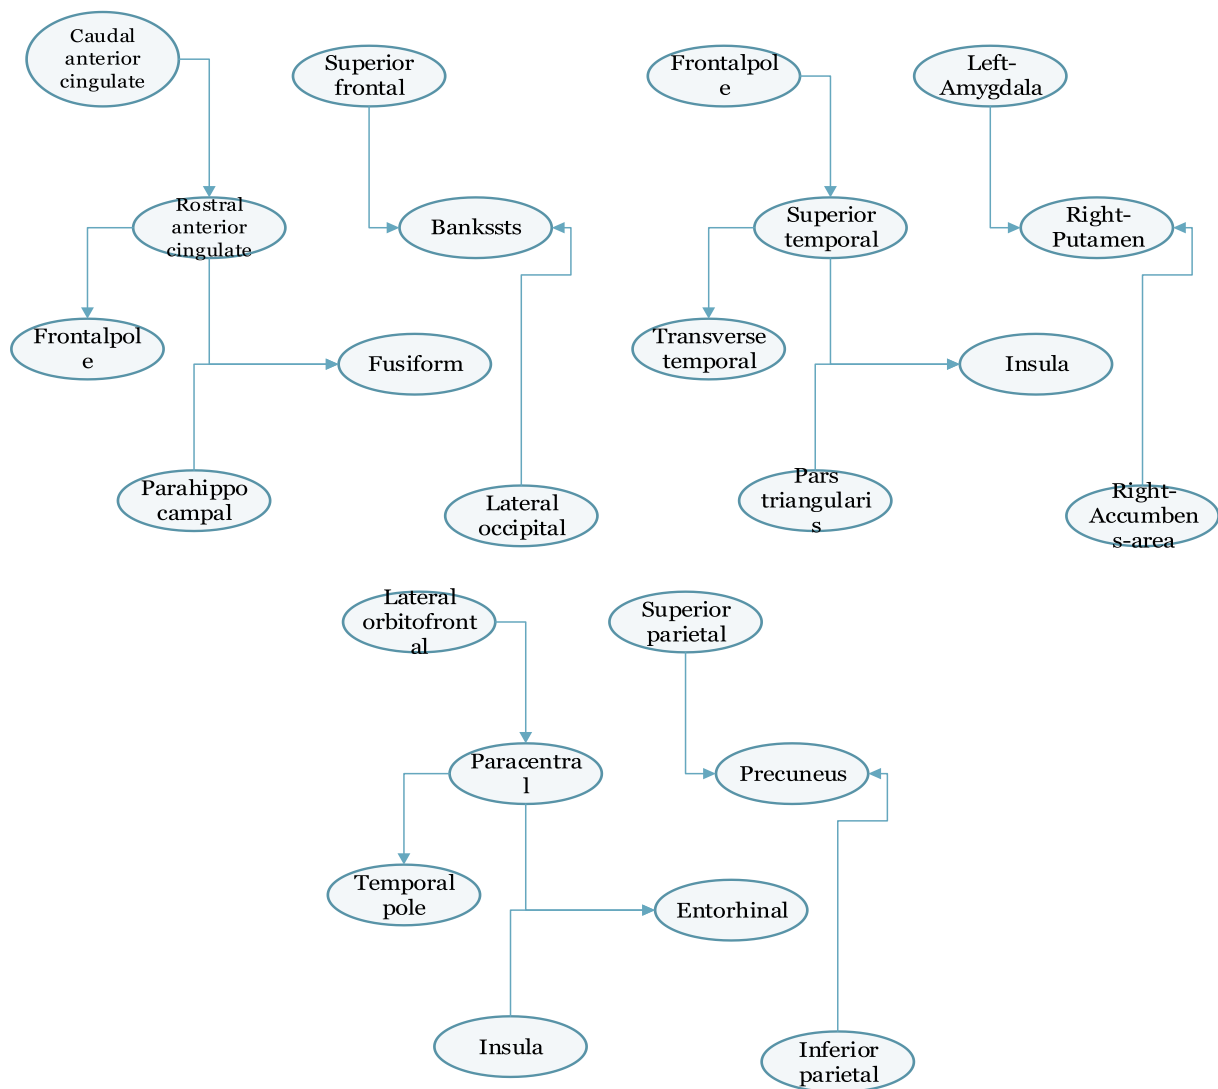 Caudal
anterior
cingulate
Superior
frontal
Rostral
anterior
cingulate
Bankssts
Frontalpol
e
Fusiform
Parahippo
campal
Lateral
occipital
Frontalpol
e
Left-
Amygdala
Superior
temporal
Right-
Putamen
Transverse
temporal
Insula
Pars
triangulari
s
Right-
Accumben
s-area
Lateral
orbitofront
al
Superior
parietal
Paracentra
l
Precuneus
Temporal
pole
Entorhinal
Insula
Inferior
parietal